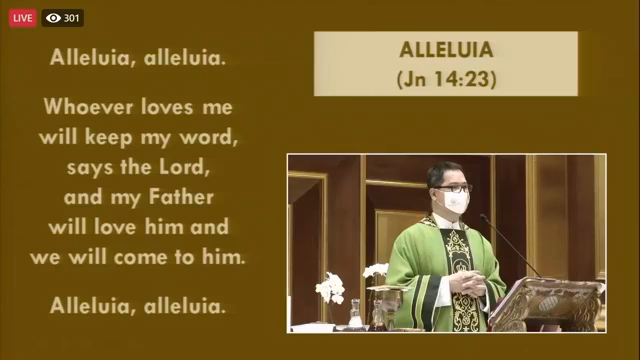 LIVE 301
Alleluia, alleluia.
Whoever loves me
will keep my word,
says the Lord,
and my Father
will love him and
we will come to him.
Alleluia, alleluia.
ALLELUIA
(Jn 14:23)